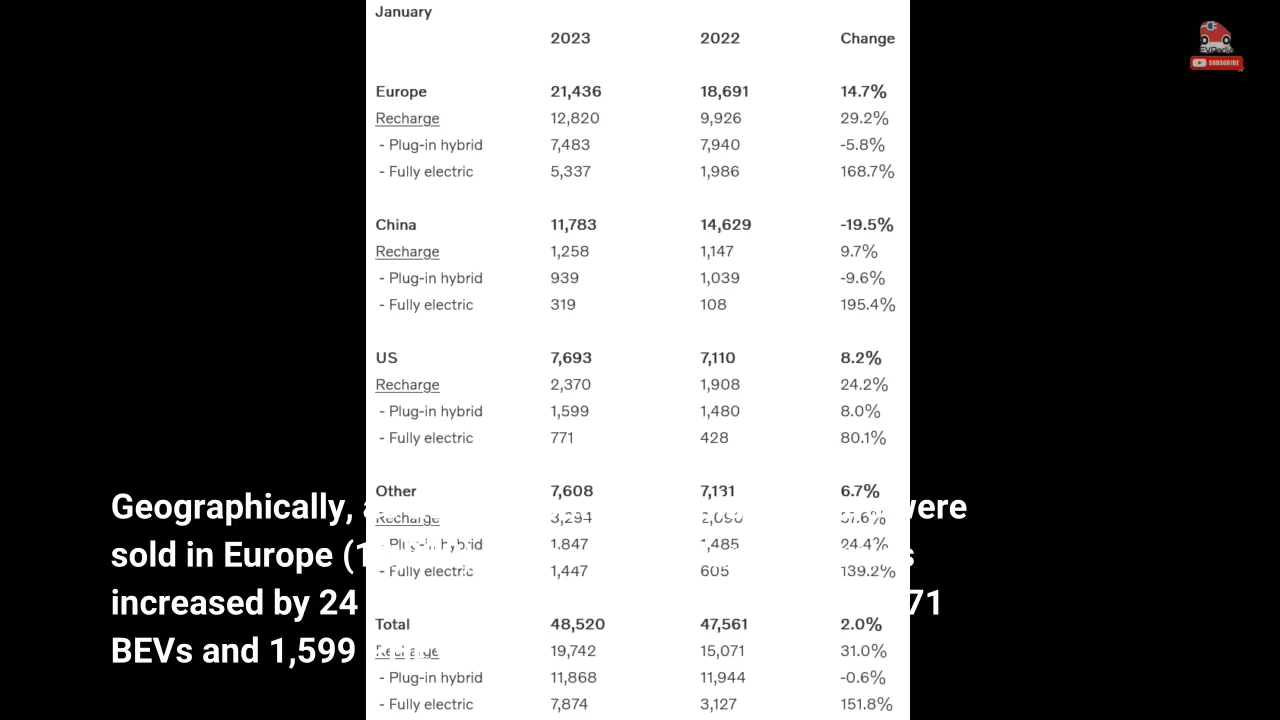 January
2023 2022 Change
Europe 21,436 18,691 14.7%
Recharge 12,820 9,926 29.2%
- Plug-in hybrid 7,483 7,940 -5.8%
- Fully electric 5,337 1,986 168.7%
China 11,783 14,629 -19.5%
Recharge 1,258 1,147 9.7%
- Plug-in hybrid 939 1,039 -9.6%
- Fully electric 319 108 195.4%
US 7,693 7,110 8.2%
Recharge 2,370 1,908 24.2%
- Plug-in hybrid 1,599 1,480 8.0%
- Fully electric 771 428 80.1%
Other 7,608 7,131 6.7%
Recharge 3,294 2,090 57.6%
- Plug-in hybrid 1,847 1,485 24.4%
- Fully electric 1,447 605 139.2%
Total 48,520 47,561 2.0%
Recharge 19,742 15,071 31.0%
- Plug-in hybrid 11,868 11,944 -0.6%
- Fully electric 7,874 3,127 151.8%
Geographically,
sold in Europe
increased by 24
BEVs and 1,599
SUBSCRIBE